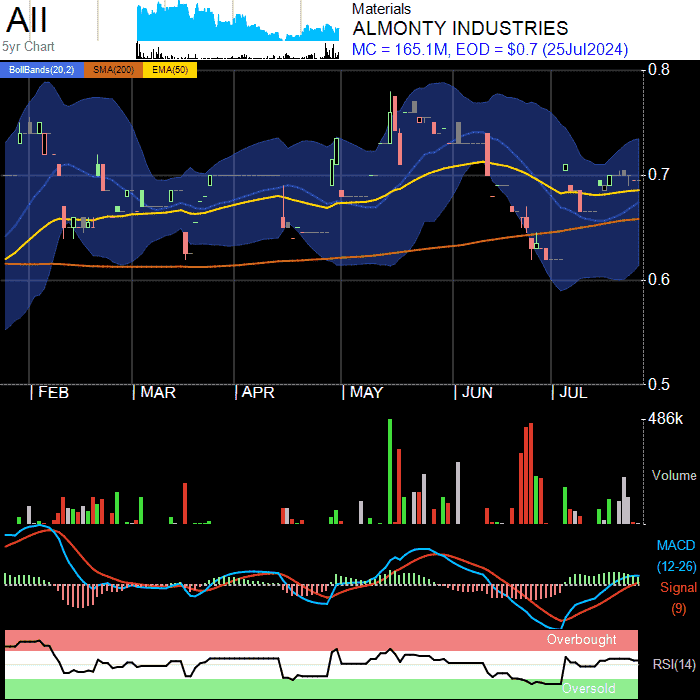 AII
5yr Chart
Materials
ALMONTY INDUSTRIES
MC = 165.1M, EOD = $0.7 (25Jul2024)
BollBands(20,2) SMA(200) EMA(50)
0.8
0.7
0.6
0.5
| FEB | MAR | APR | MAY | JUN | JUL
486k
Volume
MACD
(12-26)
Signal
(9)
Overbought
RSI(14)
Oversold